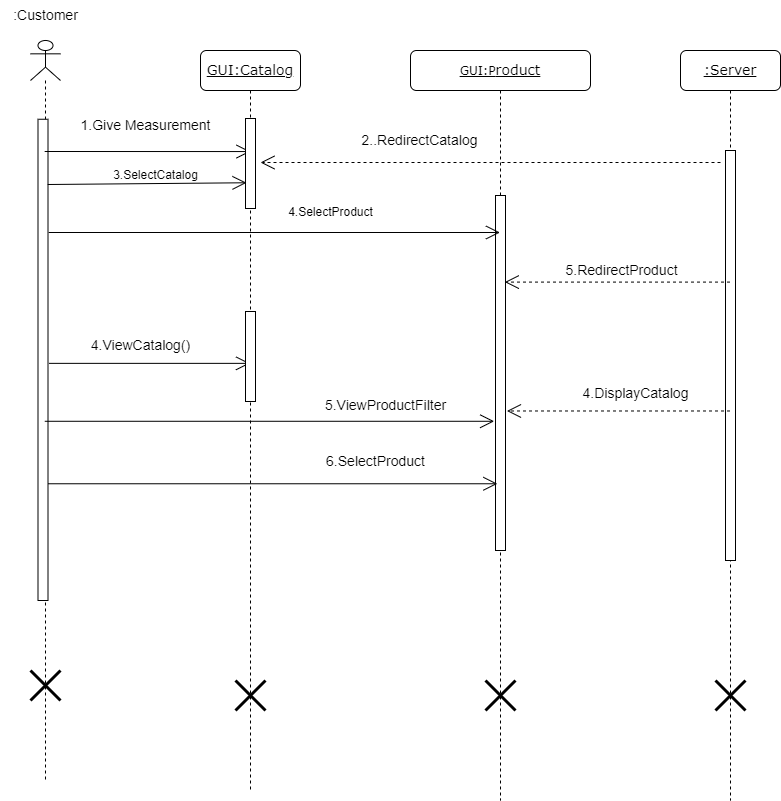 :Customer
GUI:Catalog
GUI:Product
:Server
1.Give Measurement
2..RedirectCatalog
3.SelectCatalog
4.SelectProduct
5.RedirectProduct
4.ViewCatalog()
4.DisplayCatalog
5.ViewProductFilter
6.SelectProduct